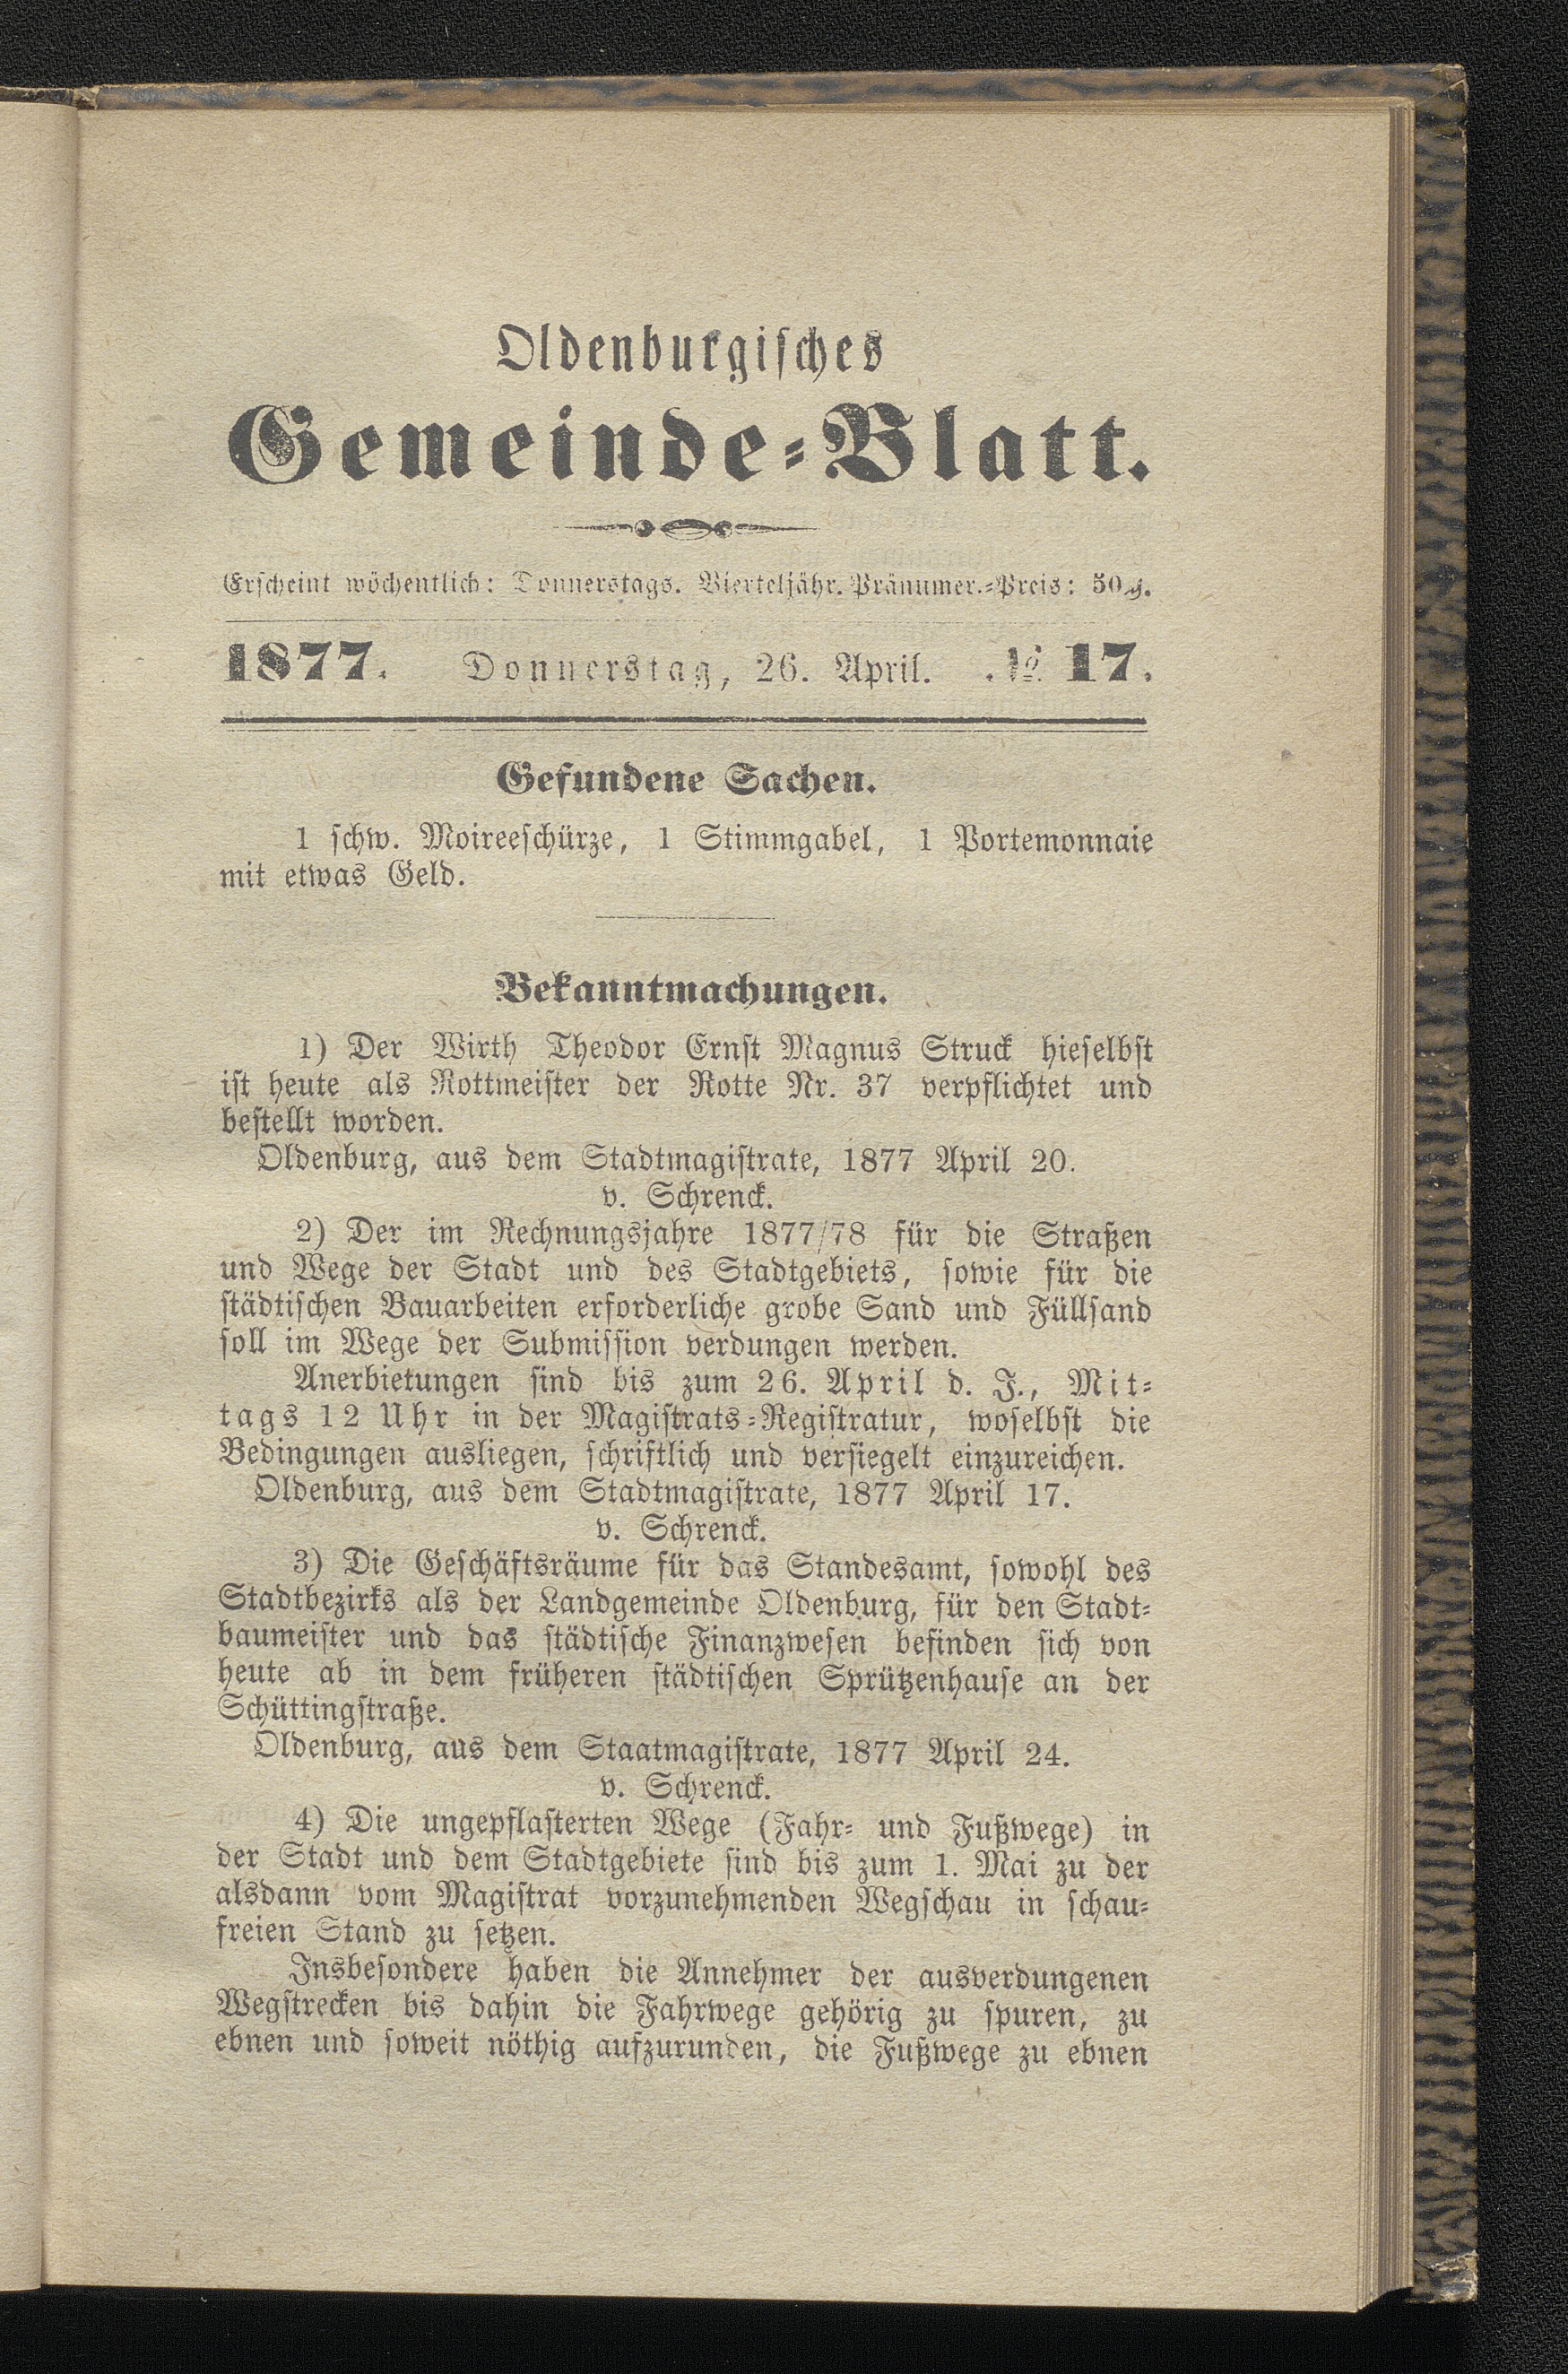 Oldenburgisches
Gemeinde-Blatt.
Erscheint wöchentlich: Donnerstags. Vierteljähr. Pränumer.-Preis: 50 ₰.
1877. Donnerstag, 26. April. № 17.
Gefundene Sachen.
1 schw. Moireeschürze, 1 Stimmgabel, 1 Portemonnaie
mit etwas Geld.
Bekanntmachungen.
1) Der Wirth Theodor Ernst Magnus Struck hieselbst
ist heute als Rottmeister der Rotte Nr. 37 verpflichtet und
bestellt worden.
Oldenburg, aus dem Stadtmagistrate, 1877 April 20.
v. Schrenck.
2) Der im Rechnungsjahre 1877/78 für die Straßen
und Wege der Stadt und des Stadtgebiets, sowie für die
städtischen Bauarbeiten erforderliche grobe Sand und Füllsand
soll im Wege der Submission verdungen werden.
Anerbietungen sind bis zum 26. April d. J., Mit-
tags 12 Uhr in der Magistrats-Registratur, woselbst die
Bedingungen ausliegen, schriftlich und versiegelt einzureichen.
Oldenburg, aus dem Stadtmagistrate, 1877 April 17.
v. Schrenck.
3) Die Geschäftsräume für das Standesamt, sowohl des
Stadtbezirks als der Landgemeinde Oldenburg, für den Stadt-
baumeister und das städtische Finanzwesen befinden sich von
heute ab in dem früheren städtischen Sprützenhause an der
Schüttingstraße.
Oldenburg, aus dem Staatmagistrate, 1877 April 24.
v. Schrenck.
4) Die ungepflasterten Wege (Fahr- und Fußwege) in
der Stadt und dem Stadtgebiete sind bis zum 1. Mai zu der
alsdann vom Magistrat vorzunehmenden Wegschau in schau-
freien Stand zu setzen.
Insbesondere haben die Annehmer der ausverdungenen
Wegstrecken bis dahin die Fahrwege gehörig zu spuren, zu
ebnen und soweit nöthig aufzurunden, die Fußwege zu ebnen